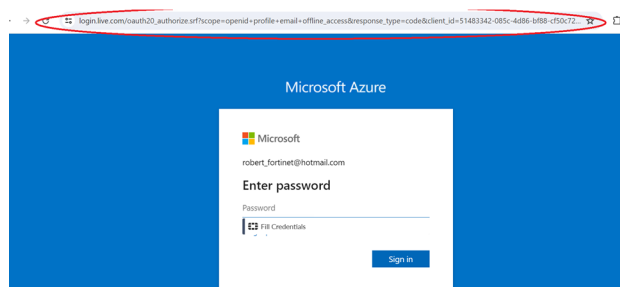 login.live.com/oauth20_authorize.srf?scope=openid+profile+email+offline_access&response_type=code&client_id=51483342-085c-4d86-bf88-cf50c72...
Microsoft Azure
Microsoft
robert_fortinet@hotmail.com
Enter password
Password
Fill Credentials
Sign in